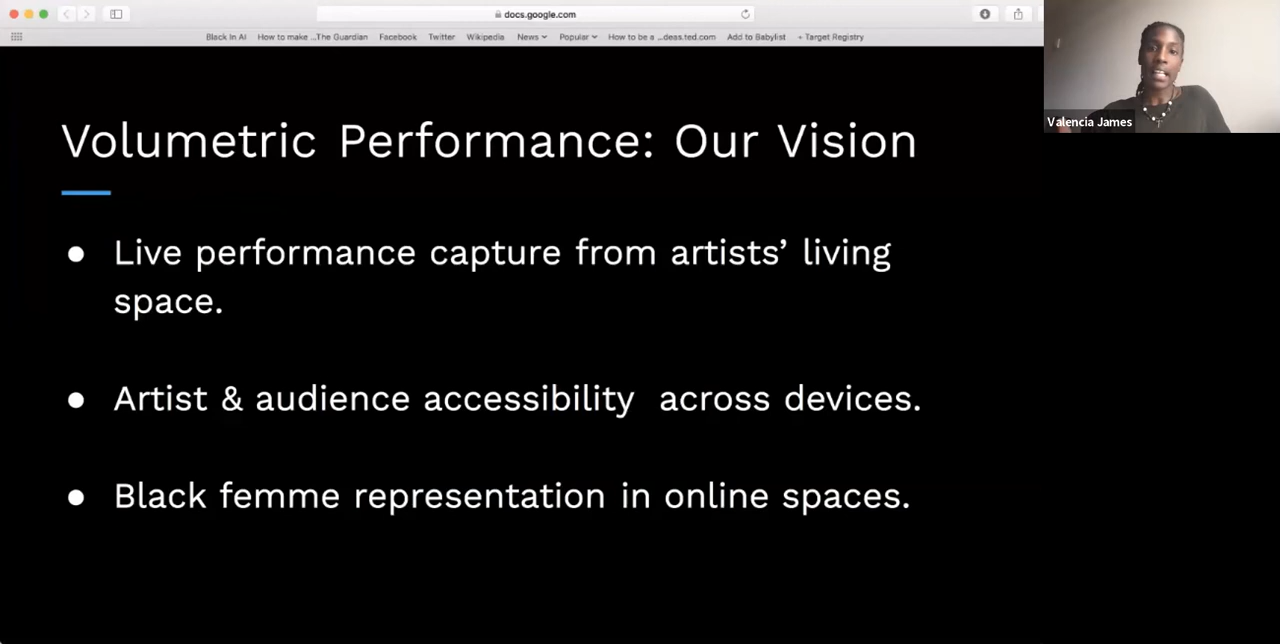 docs.google.com
Black In AI How to make ...The Guardian Facebook Twitter Wikipedia News Popular How to be a ...deas.ted.com Add to Babylist + Target Registry
Valencia James
Volumetric Performance: Our Vision
● Live performance capture from artists’ living
space.
● Artist & audience accessibility across devices.
● Black femme representation in online spaces.